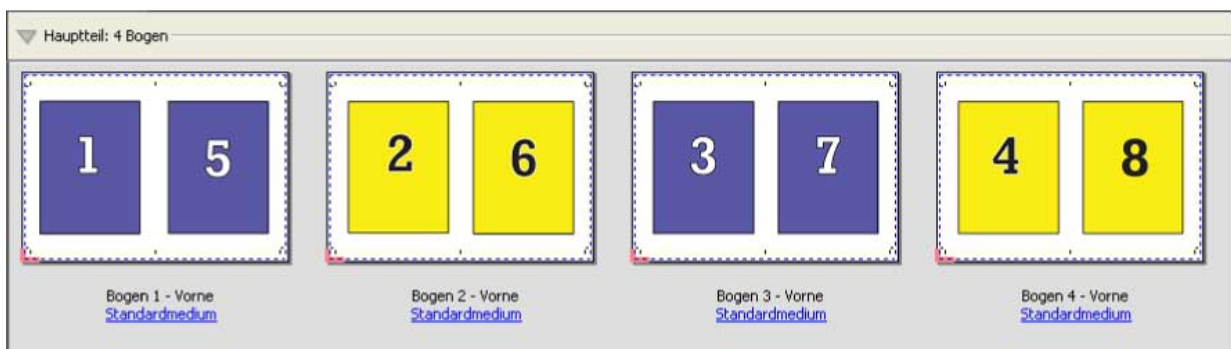 Hauptteil: 4 Bogen
1 5 2 6 3 7 4 8
Bogen 1 - Vorne Bogen 2 - Vorne Bogen 3 - Vorne Bogen 4 - Vorne
Standardmedium Standardmedium Standardmedium Standardmedium